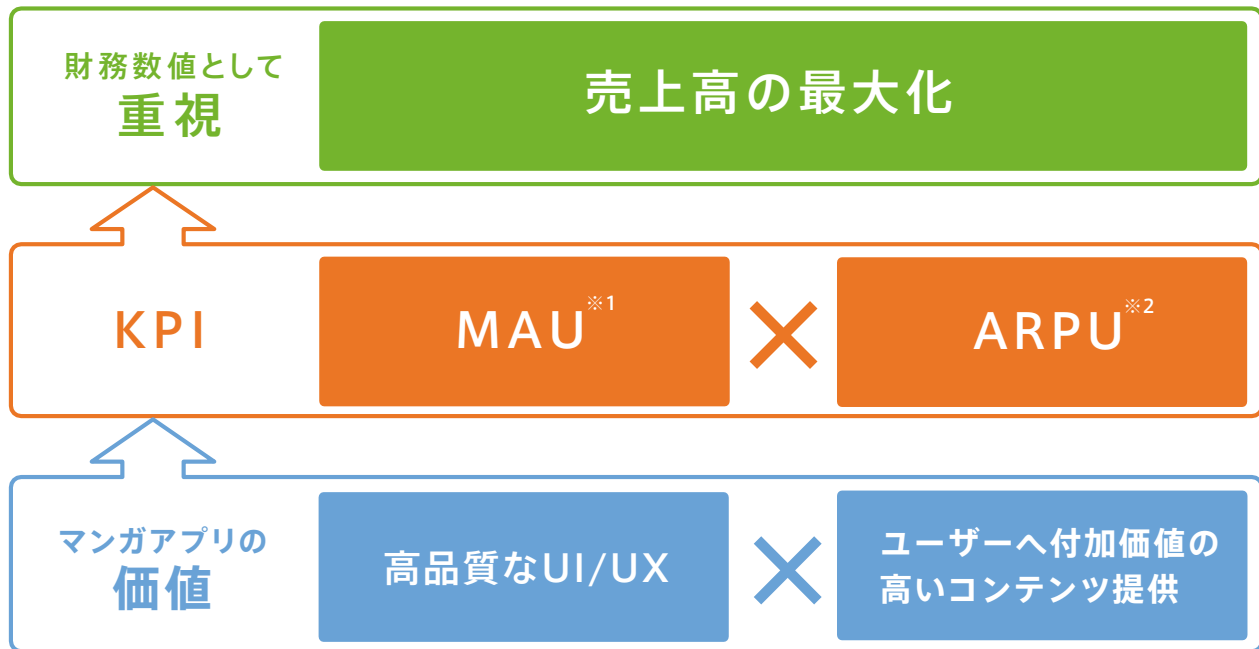 財務数値として
重視
売上高の最大化
KPI
MAU※1
×
ARPU※2
マンガアプリの
価値
高品質なUI/UX
×
ユーザーへ付加価値の
高いコンテンツ提供